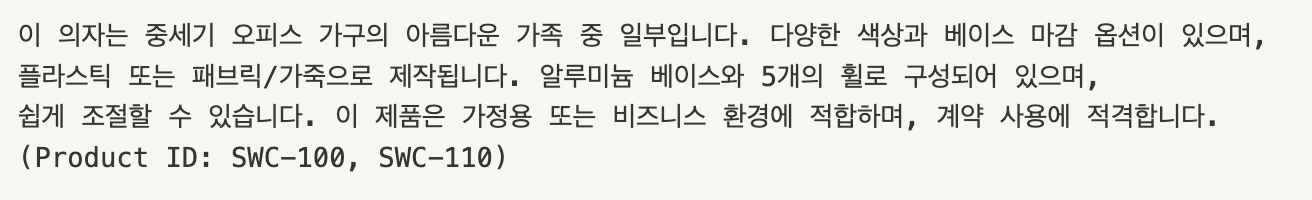 이 의자는 중세기 오피스 가구의 아름다운 가족 중 일부입니다. 다양한 색상과 베이스 마감 옵션이 있으며,
플라스틱 또는 패브릭/가죽으로 제작됩니다. 알루미늄 베이스와 5개의 휠로 구성되어 있으며,
쉽게 조절할 수 있습니다. 이 제품은 가정용 또는 비즈니스 환경에 적합하며, 계약 사용에 적격합니다.
(Product ID: SWC-100, SWC-110)